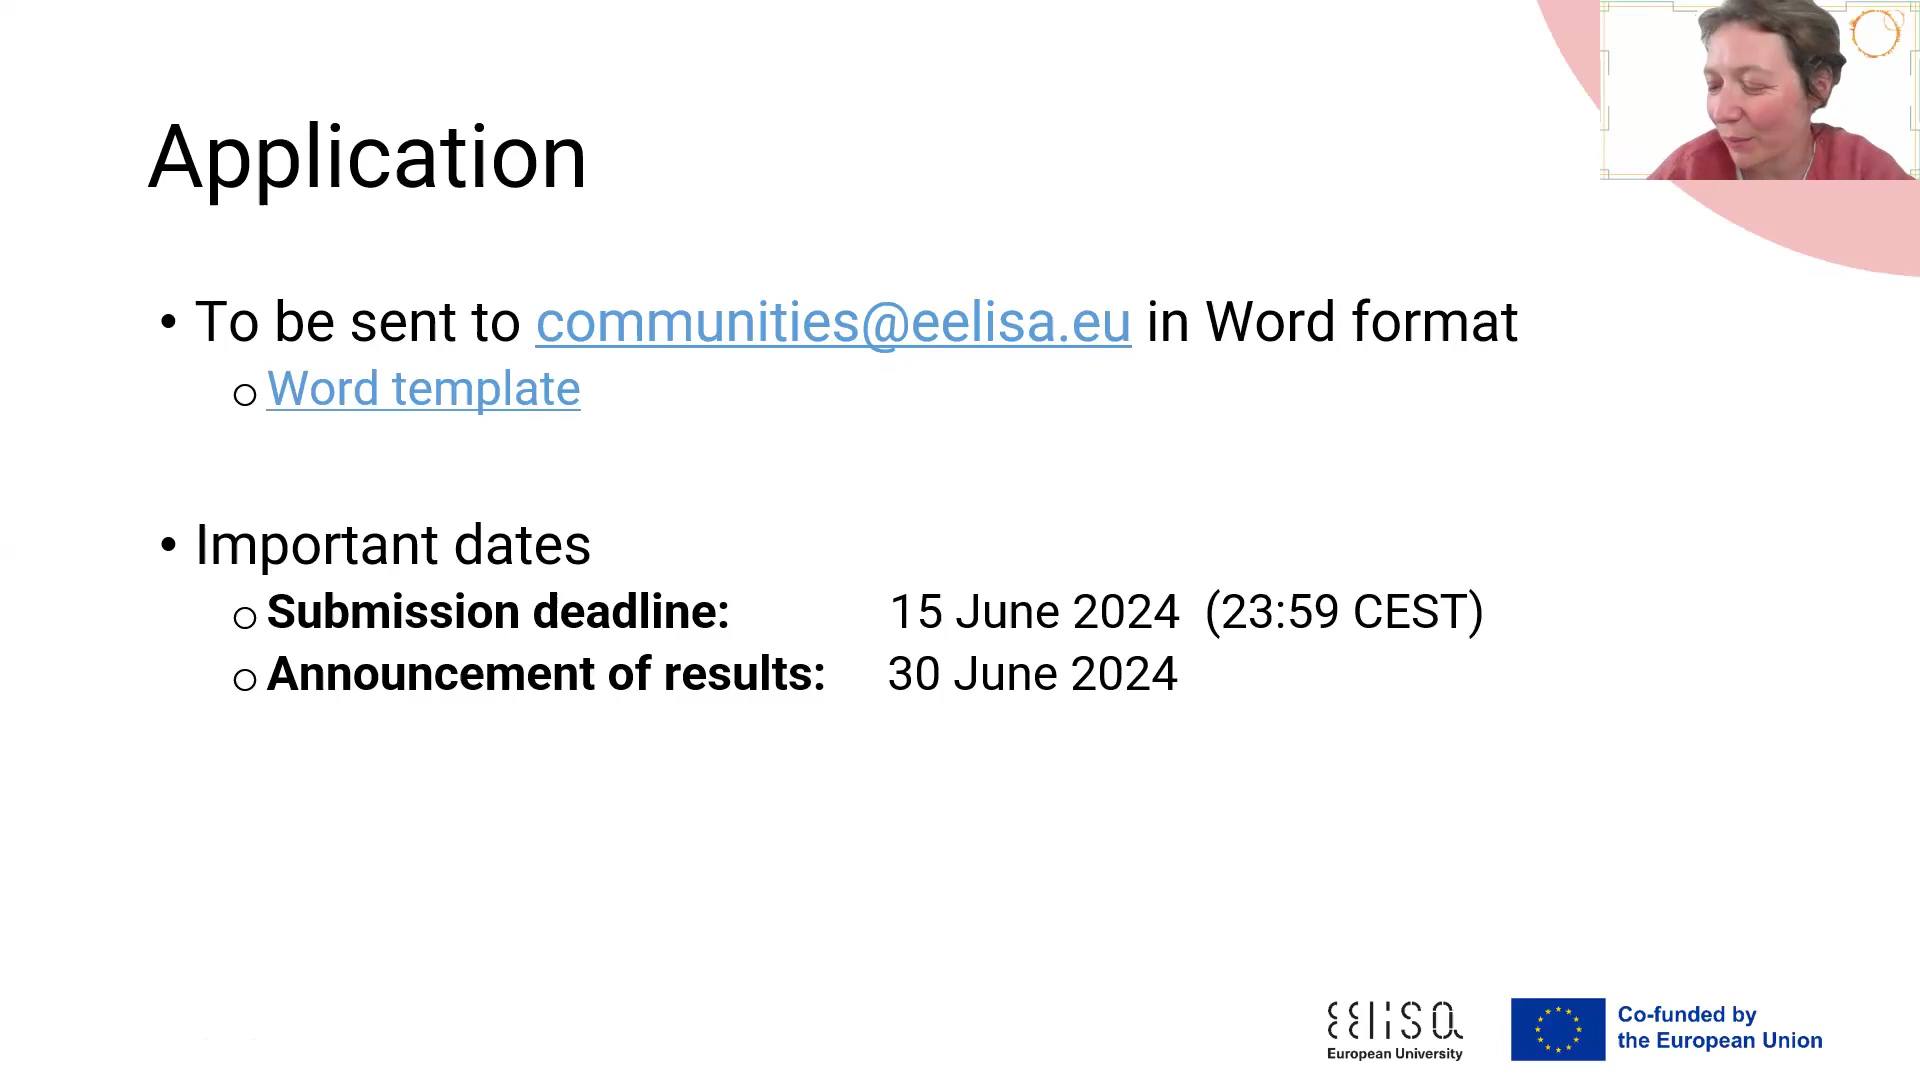 Application
• To be sent to communities@eelisa.eu in Word format
o Word template
• Important dates
o Submission deadline: 15 June 2024 (23:59 CEST)
o Announcement of results: 30 June 2024
eelisa
European University
Co-funded by
the European Union